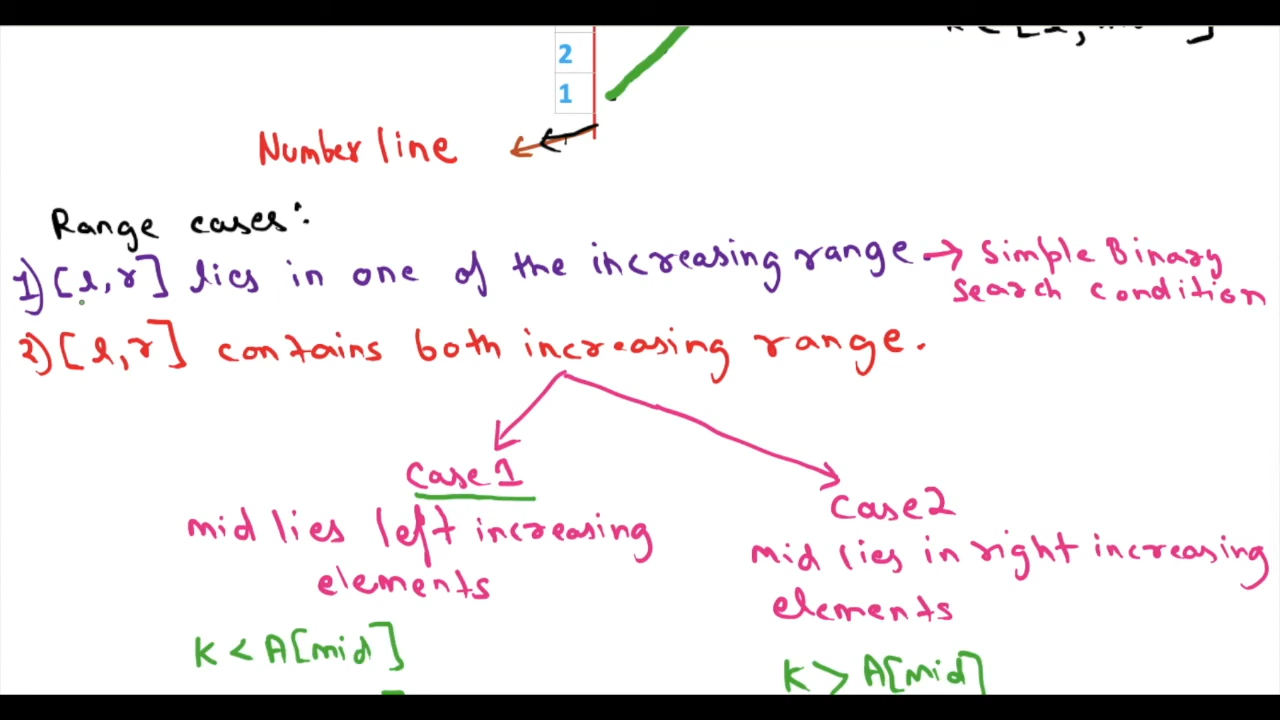 2
1
Number line
Range cases:
1) [l, r] lies in one of the increasing range → Simple Binary
Search condition
2) [l, r] contains both increasing range.
Case 1
mid lies left increasing
elements
K < A[mid]
Case 2
mid lies in right increasing
elements
K > A[mid]